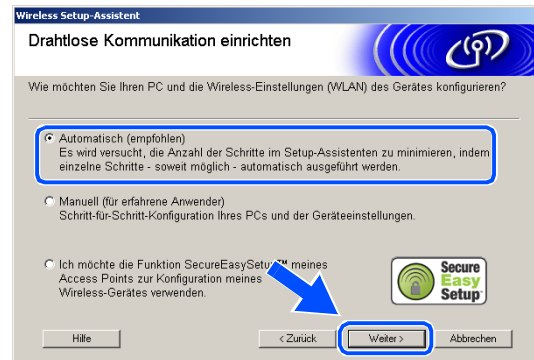 Wireless Setup-Assistent
Drahtlose Kommunikation einrichten
Wie möchten Sie Ihren PC und die Wireless-Einstellungen (WLAN) des Gerätes konfigurieren?
Automatisch (empfohlen)
Es wird versucht, die Anzahl der Schritte im Setup-Assistenten zu minimieren, indem
einzelne Schritte - soweit möglich - automatisch ausgeführt werden.
Manuell (für erfahrene Anwender)
Schritt-für-Schritt-Konfiguration Ihres PCs und der Geräteeinstellungen.
Ich möchte die Funktion SecureEasySetup™ meines
Access Points zur Konfiguration meines
Wireless-Gerätes verwenden.
Secure
Easy
Setup
Hilfe
< Zurück
Weiter >
Abbrechen